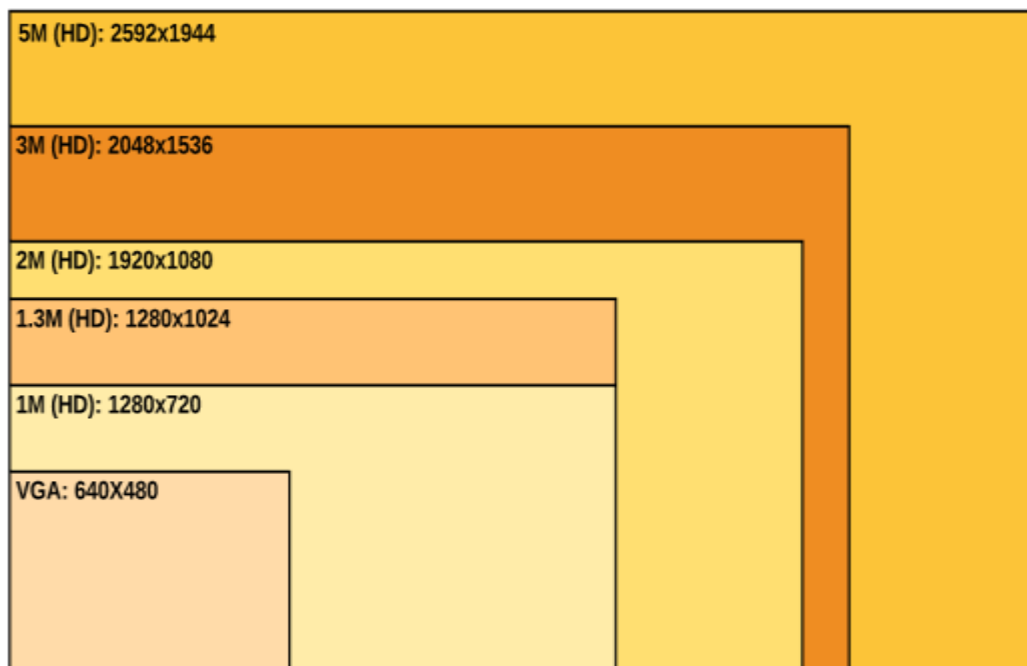 5M (HD): 2592x1944
3M (HD): 2048x1536
2M (HD): 1920x1080
1.3M (HD): 1280x1024
1M (HD): 1280x720
VGA: 640X480